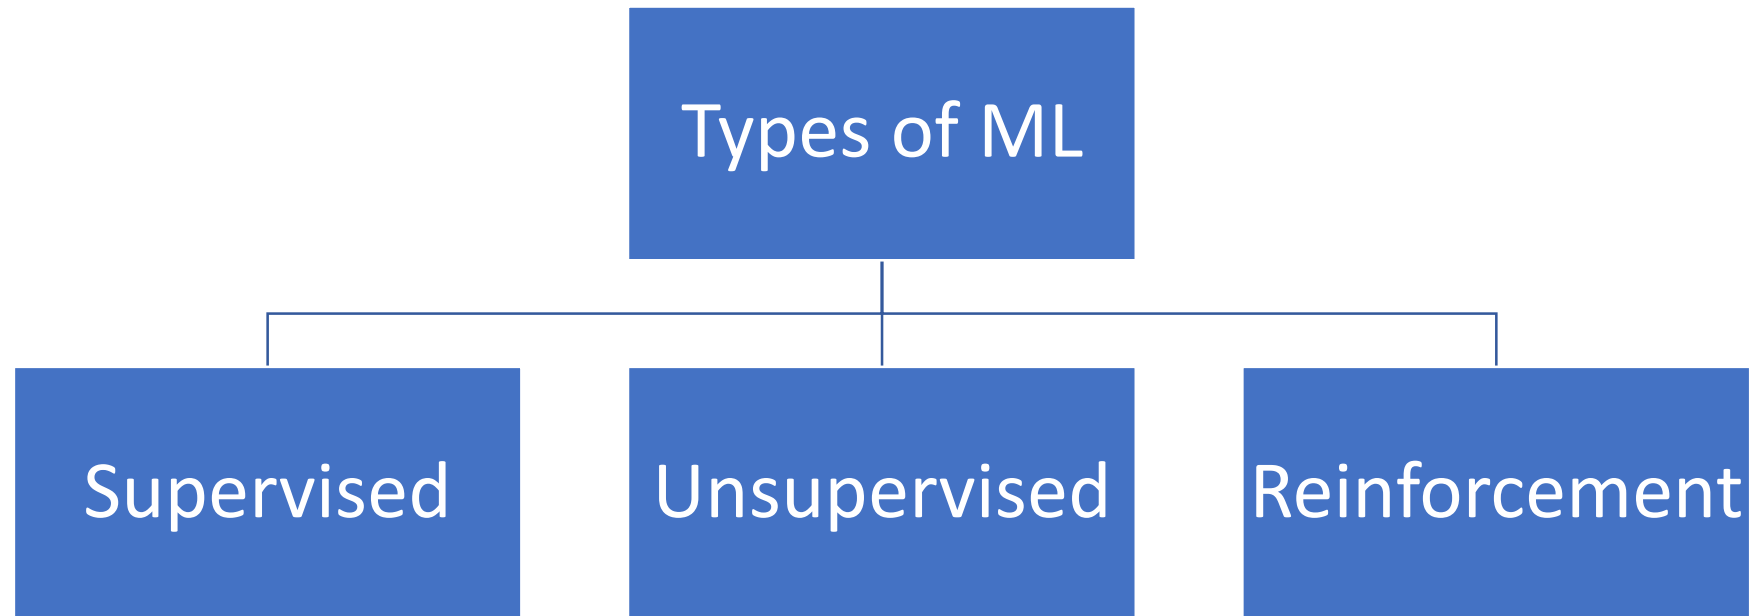 Types of ML
Supervised
Unsupervised
Reinforcement